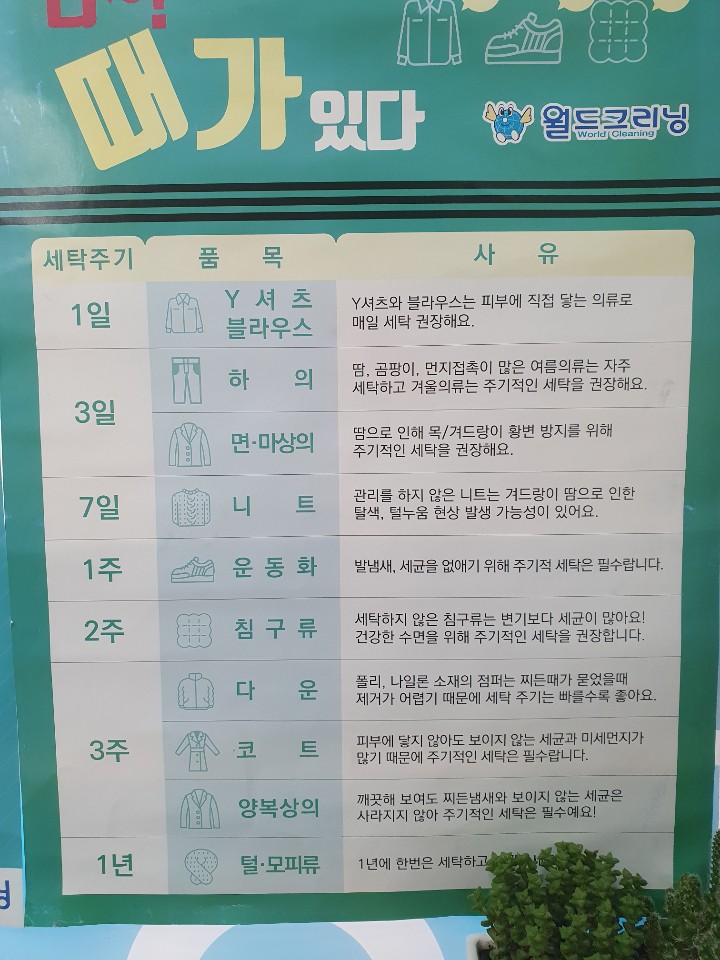 때가 있다
월드크리닝
World Cleaning
세탁주기 품 목 사 유
1일
Y 셔 츠
블라우스
Y셔츠와 블라우스는 피부에 직접 닿는 의류로
매일 세탁 권장해요.
3일
하 의
땀, 곰팡이, 먼지접촉이 많은 여름의류는 자주
세탁하고 겨울의류는 주기적인 세탁을 권장해요.
면·마상의
땀으로 인해 목/겨드랑이 황변 방지를 위해
주기적인 세탁을 권장해요.
7일
니 트
관리를 하지 않은 니트는 겨드랑이 땀으로 인한
탈색, 털누움 현상 발생 가능성이 있어요.
1주
운 동 화
발냄새, 세균을 없애기 위해 주기적 세탁은 필수랍니다.
2주
침 구 류
세탁하지 않은 침구류는 변기보다 세균이 많아요!
건강한 수면을 위해 주기적인 세탁을 권장합니다.
3주
다 운
폴리, 나일론 소재의 점퍼는 찌든때가 묻었을때
제거가 어렵기 때문에 세탁 주기는 빠를수록 좋아요.
코 트
피부에 닿지 않아도 보이지 않는 세균과 미세먼지가
많기 때문에 주기적인 세탁은 필수랍니다.
양복상의
깨끗해 보여도 찌든냄새와 보이지 않는 세균은
사라지지 않아 주기적인 세탁은 필수예요!
1년
털·모피류
1년에 한번은 세탁하고